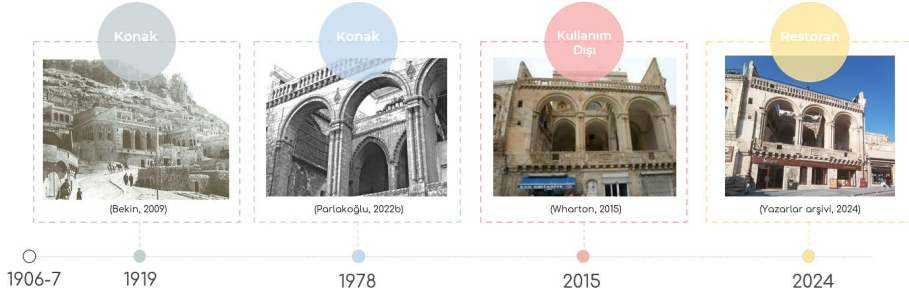 Konak
Konak
Kullanım
Dışı
Restoran
(Bekin, 2009)
(Parlakoğlu, 2022b)
(Wharton, 2015)
(Yazarlar arşivi, 2024)
1906-7
1919
1978
2015
2024